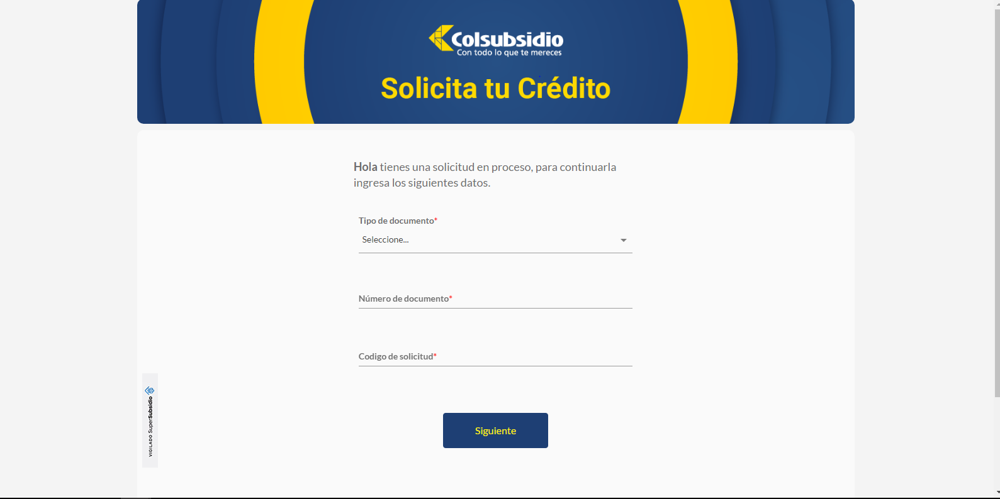 Colsubsidio
Con todo lo que te mereces
Solicita tu Crédito
Hola tienes una solicitud en proceso, para continuarla
ingresa los siguientes datos.
Tipo de documento*
Seleccione...
Número de documento*
Codigo de solicitud*
Siguiente
VIGILADO SuperSubsidio